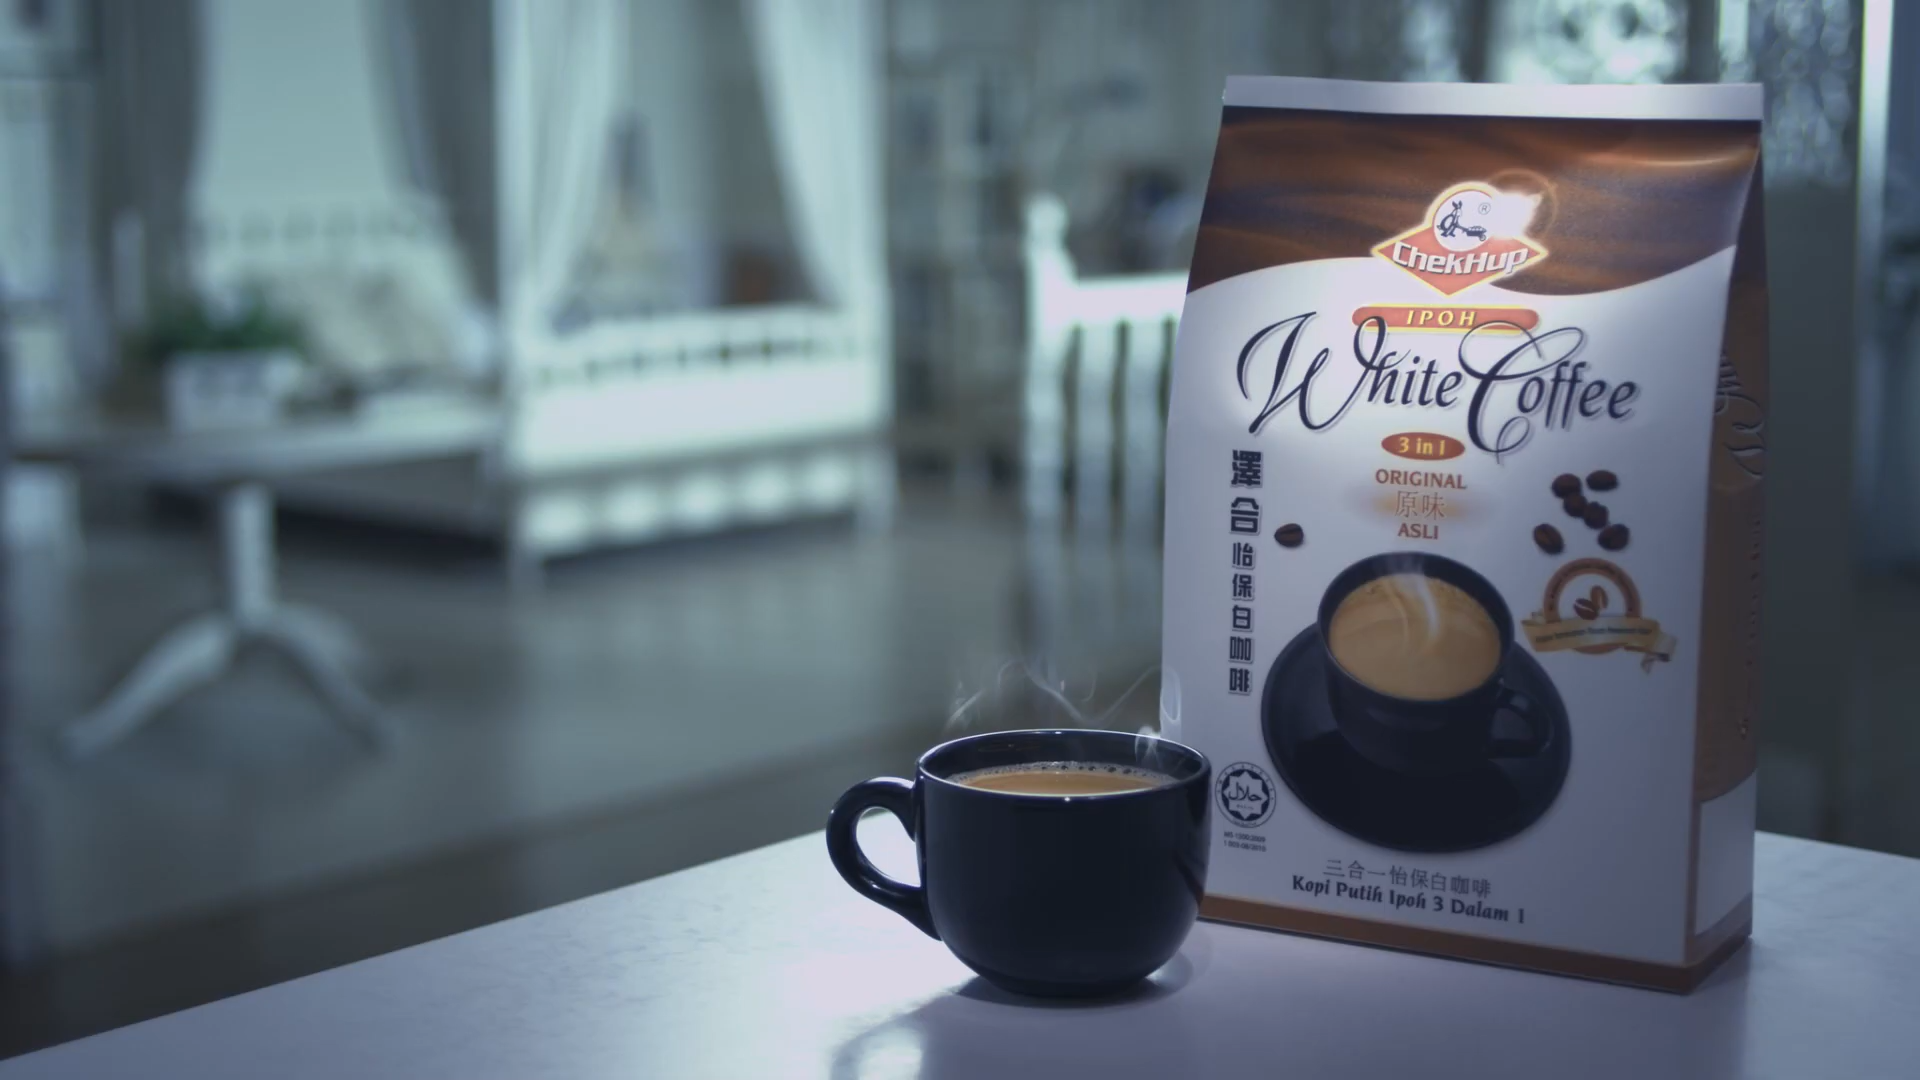 ®
ChekHup
IPOH
White Coffee
3 in 1
ORIGINAL
原味
ASLI
澤合怡保白咖啡
حلال
三合一怡保白咖啡
Kopi Putih Ipoh 3 Dalam 1